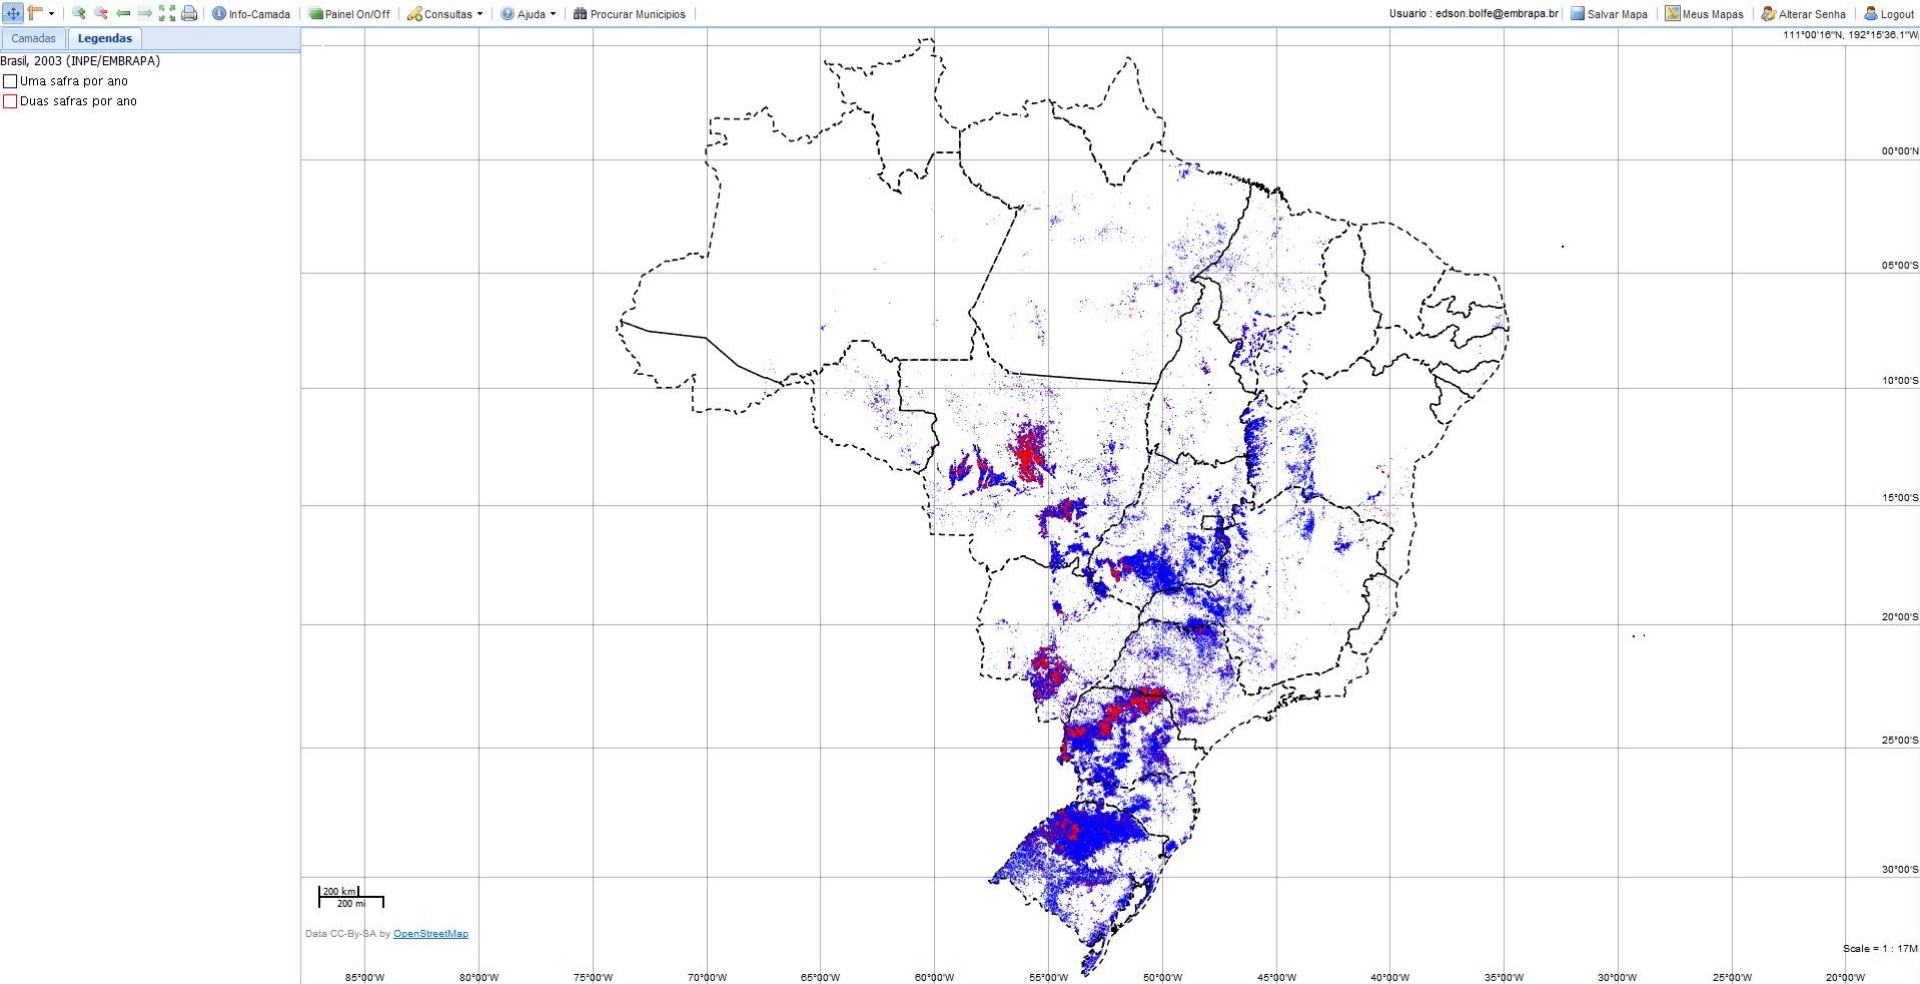 Info-Camada Painel On/Off Consultas Ajuda Procurar Municipios Usuario : edson.bolfe@embrapa.br Salvar Mapa Meus Mapas Alterar Senha Logout
Camadas Legendas
111°00'16"N, 192°15'36.1"W
Brasil, 2003 (INPE/EMBRAPA)
Uma safra por ano
Duas safras por ano
00°00'N
05°00'S
10°00'S
15°00'S
20°00'S
25°00'S
30°00'S
200 km
200 mi
Data CC-By-SA by OpenStreetMap
Scale = 1 : 17M
85°00'W 80°00'W 75°00'W 70°00'W 65°00'W 60°00'W 55°00'W 50°00'W 45°00'W 40°00'W 35°00'W 30°00'W 25°00'W 20°00'W